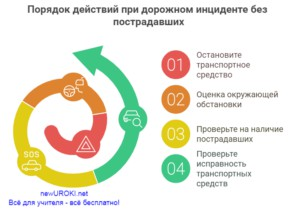 Порядок действий при дорожном инциденте без
пострадавших
01
Остановите
транспортное
средство
02
Оценка окружающей
обстановки
03
Проверьте на наличие
пострадавших
04
Проверьте
исправность
транспортных
средств
SOS
newUROKI.net
Всё для учителя - всё бесплатно!